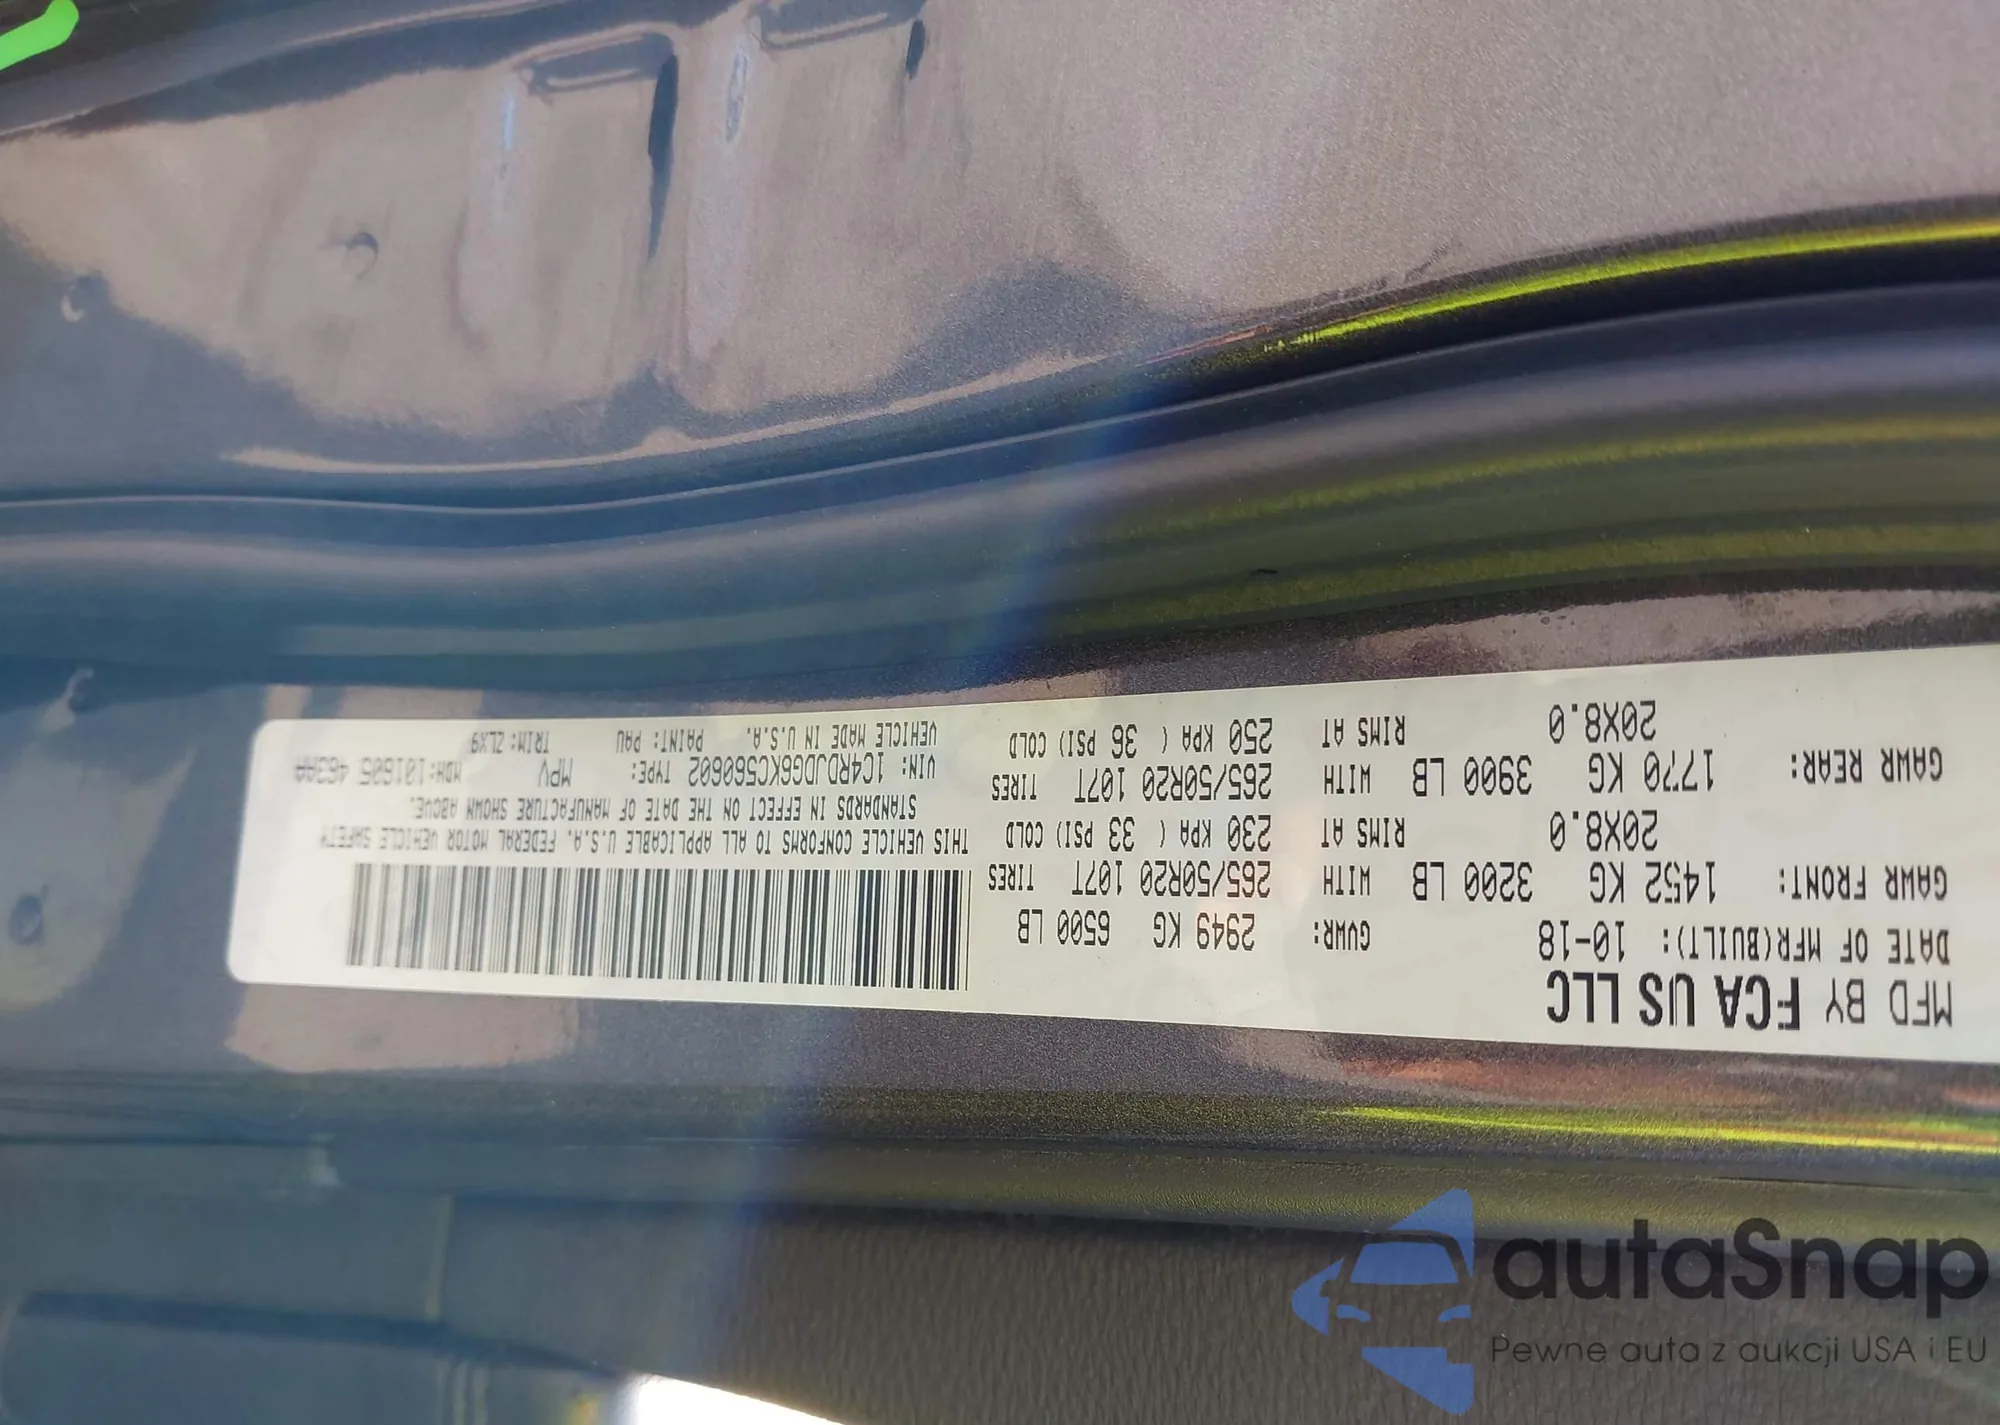 MFD BY FCA US LLC
DATE OF MFR(BUILT): 10-18 GVWR: 2949 KG 6500 LB
GAWR FRONT: 1452 KG 3200 LB WITH 265/50R20 107T TIRES
20X8.0 RIMS AT 230 KPA ( 33 PSI) COLD
GAWR REAR: 1770 KG 3900 LB WITH 265/50R20 107T TIRES
20X8.0 RIMS AT 250 KPA ( 36 PSI) COLD
THIS VEHICLE CONFORMS TO ALL APPLICABLE U.S.A. FEDERAL MOTOR VEHICLE SAFETY
STANDARDS IN EFFECT ON THE DATE OF MANUFACTURE SHOWN ABOVE.
VIN: 1C4RDJDG6KC560602 TYPE: MPV MDH: 101605 463AA
VEHICLE MADE IN U.S.A. PAINT: PAU TRIM: ZLX9
autaSnap
Pewne auta z aukcji USA i EU